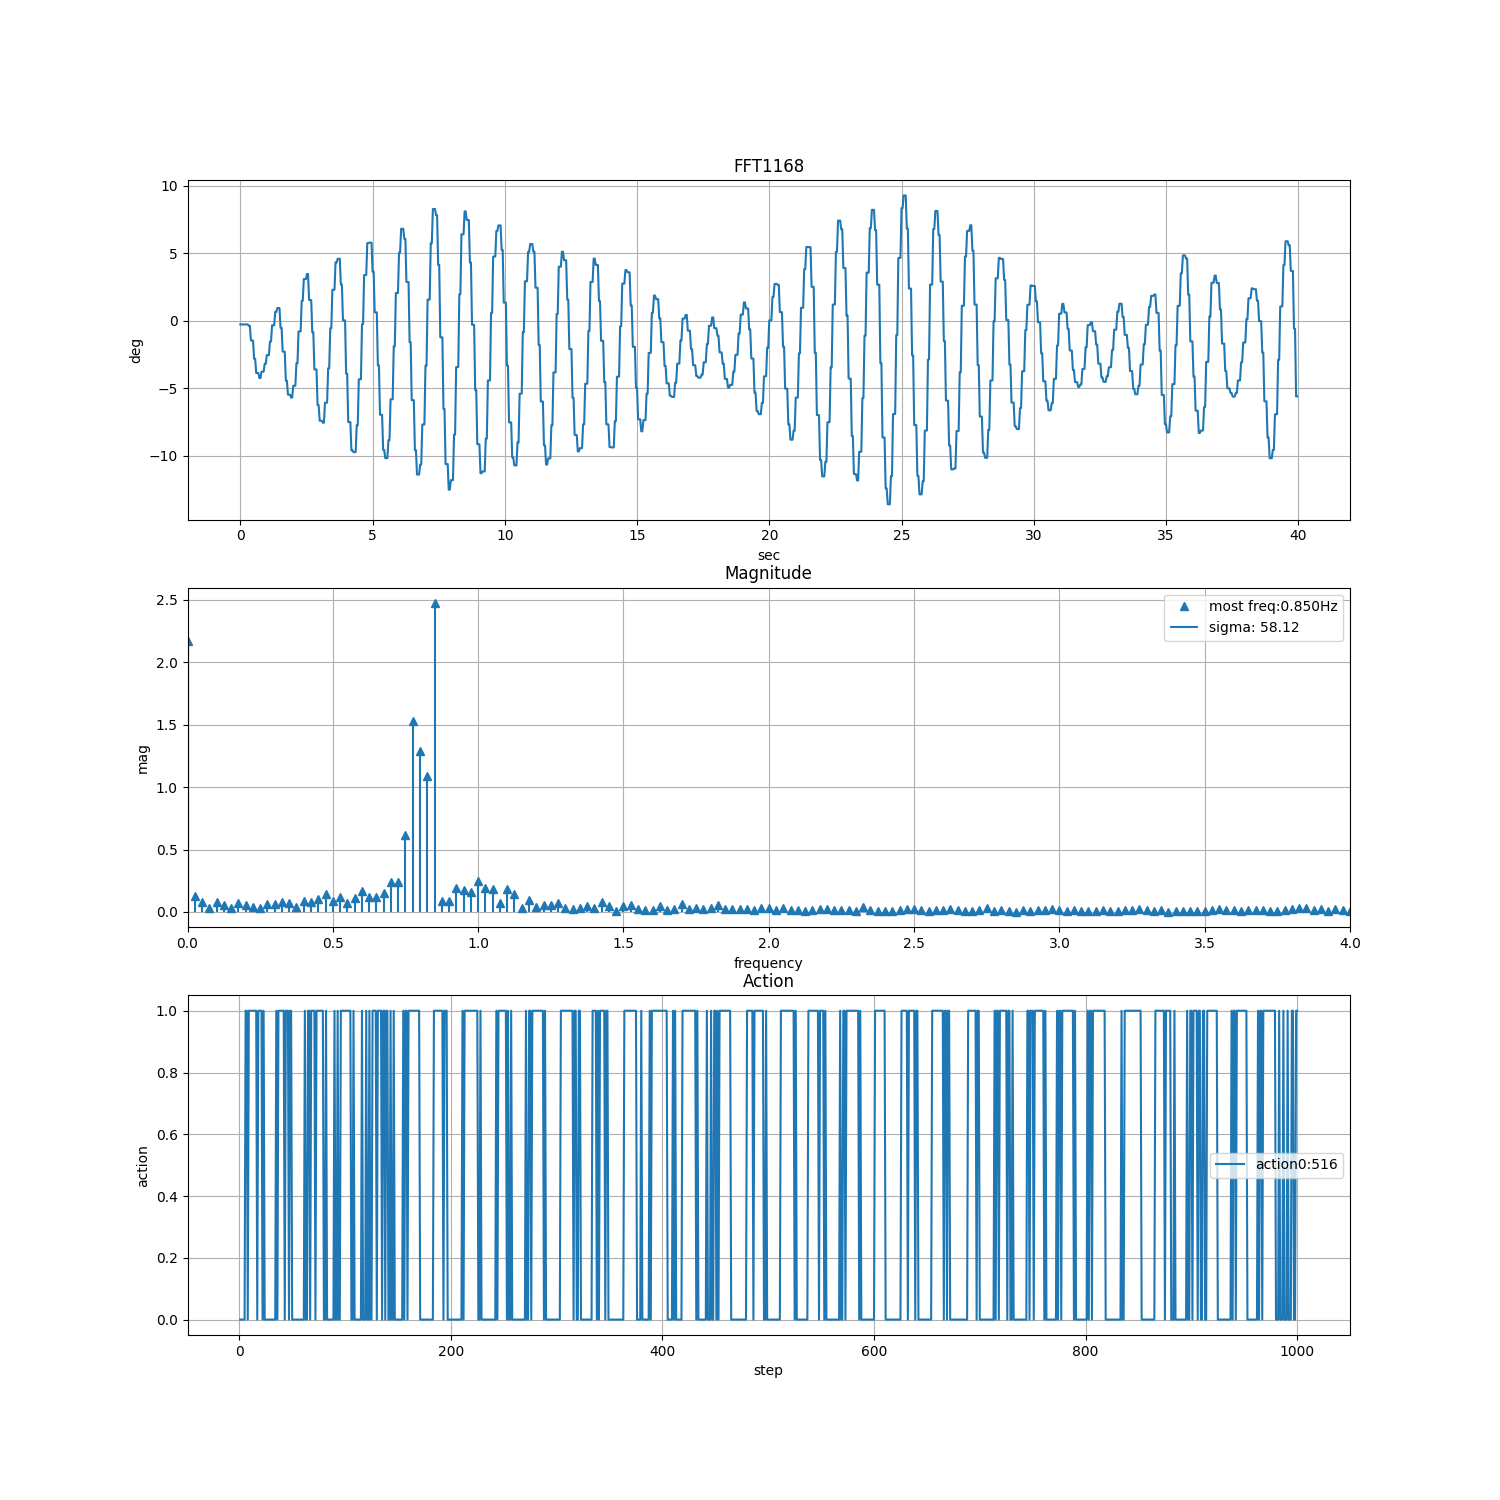 FFT1168
10
5
0
−5
−10
deg
0 5 10 15 20 25 30 35 40
sec
Magnitude
2.5
2.0
1.5
1.0
0.5
0.0
mag
most freq:0.850Hz
sigma: 58.12
0.0 0.5 1.0 1.5 2.0 2.5 3.0 3.5 4.0
frequency
Action
1.0
0.8
0.6
0.4
0.2
0.0
action
action0:516
0 200 400 600 800 1000
step